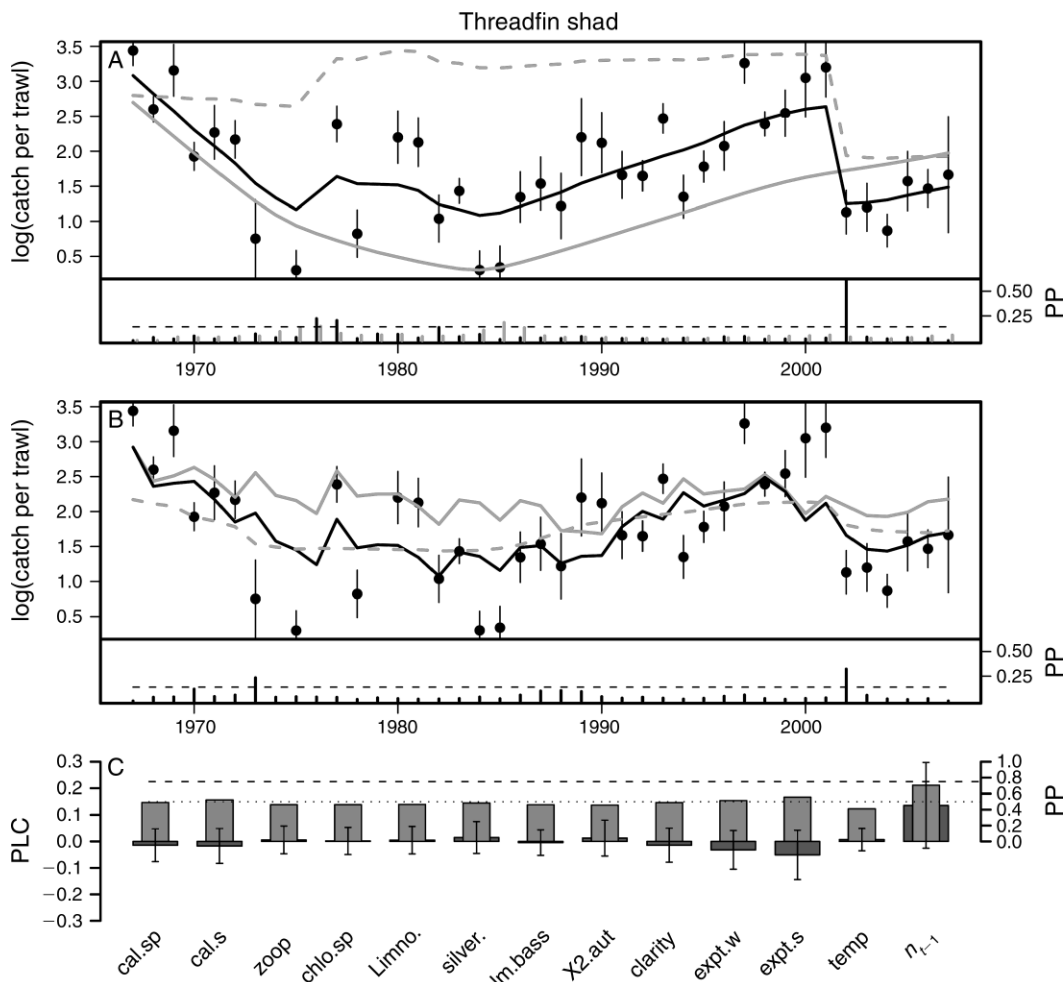 Threadfin shad
A
log(catch per trawl)
3.5
3.0
2.5
2.0
1.5
1.0
0.5
0.50
0.25
PP
1970
1980
1990
2000
B
log(catch per trawl)
3.5
3.0
2.5
2.0
1.5
1.0
0.5
0.50
0.25
PP
1970
1980
1990
2000
C
PLC
0.3
0.2
0.1
0.0
−0.1
−0.2
−0.3
1.0
0.8
0.6
0.4
0.2
0.0
PP
cal.sp
cal.s
zoop
chlo.sp
Limno.
silver.
lm.bass
X2.aut
clarity
expt.w
expt.s
temp
n t−1